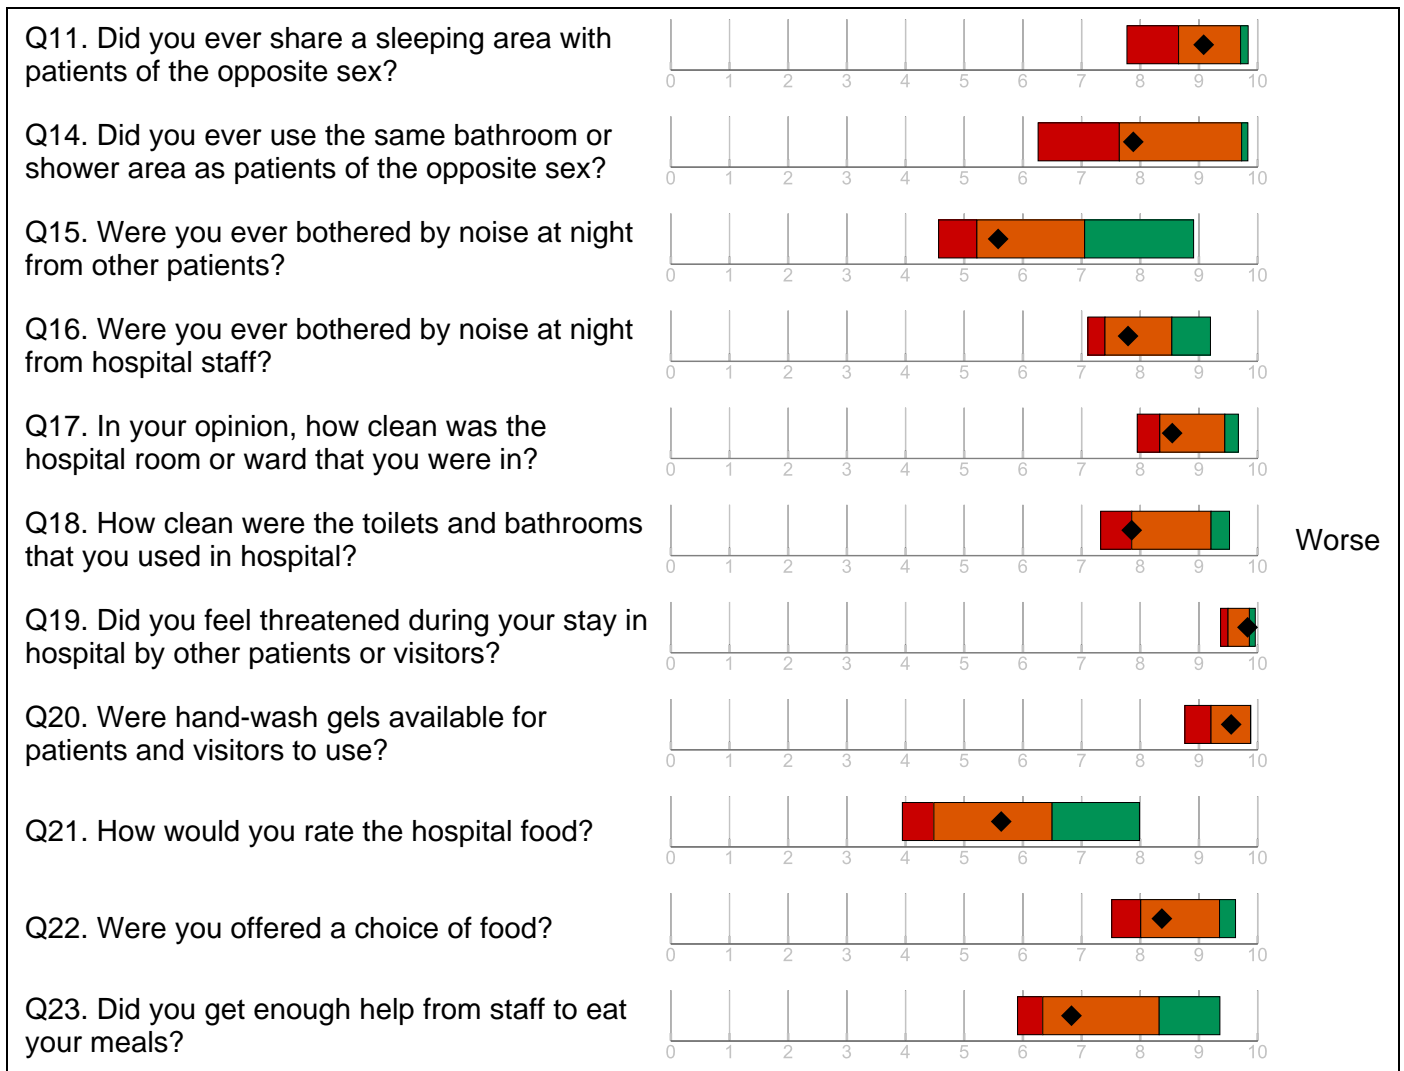 Q11. Did you ever share a sleeping area with
patients of the opposite sex?
0 1 2 3 4 5 6 7 8 9 10
Q14. Did you ever use the same bathroom or
shower area as patients of the opposite sex?
0 1 2 3 4 5 6 7 8 9 10
Q15. Were you ever bothered by noise at night
from other patients?
0 1 2 3 4 5 6 7 8 9 10
Q16. Were you ever bothered by noise at night
from hospital staff?
0 1 2 3 4 5 6 7 8 9 10
Q17. In your opinion, how clean was the
hospital room or ward that you were in?
0 1 2 3 4 5 6 7 8 9 10
Q18. How clean were the toilets and bathrooms
that you used in hospital?
Worse
0 1 2 3 4 5 6 7 8 9 10
Q19. Did you feel threatened during your stay in
hospital by other patients or visitors?
0 1 2 3 4 5 6 7 8 9 10
Q20. Were hand-wash gels available for
patients and visitors to use?
0 1 2 3 4 5 6 7 8 9 10
Q21. How would you rate the hospital food?
0 1 2 3 4 5 6 7 8 9 10
Q22. Were you offered a choice of food?
0 1 2 3 4 5 6 7 8 9 10
Q23. Did you get enough help from staff to eat
your meals?
0 1 2 3 4 5 6 7 8 9 10